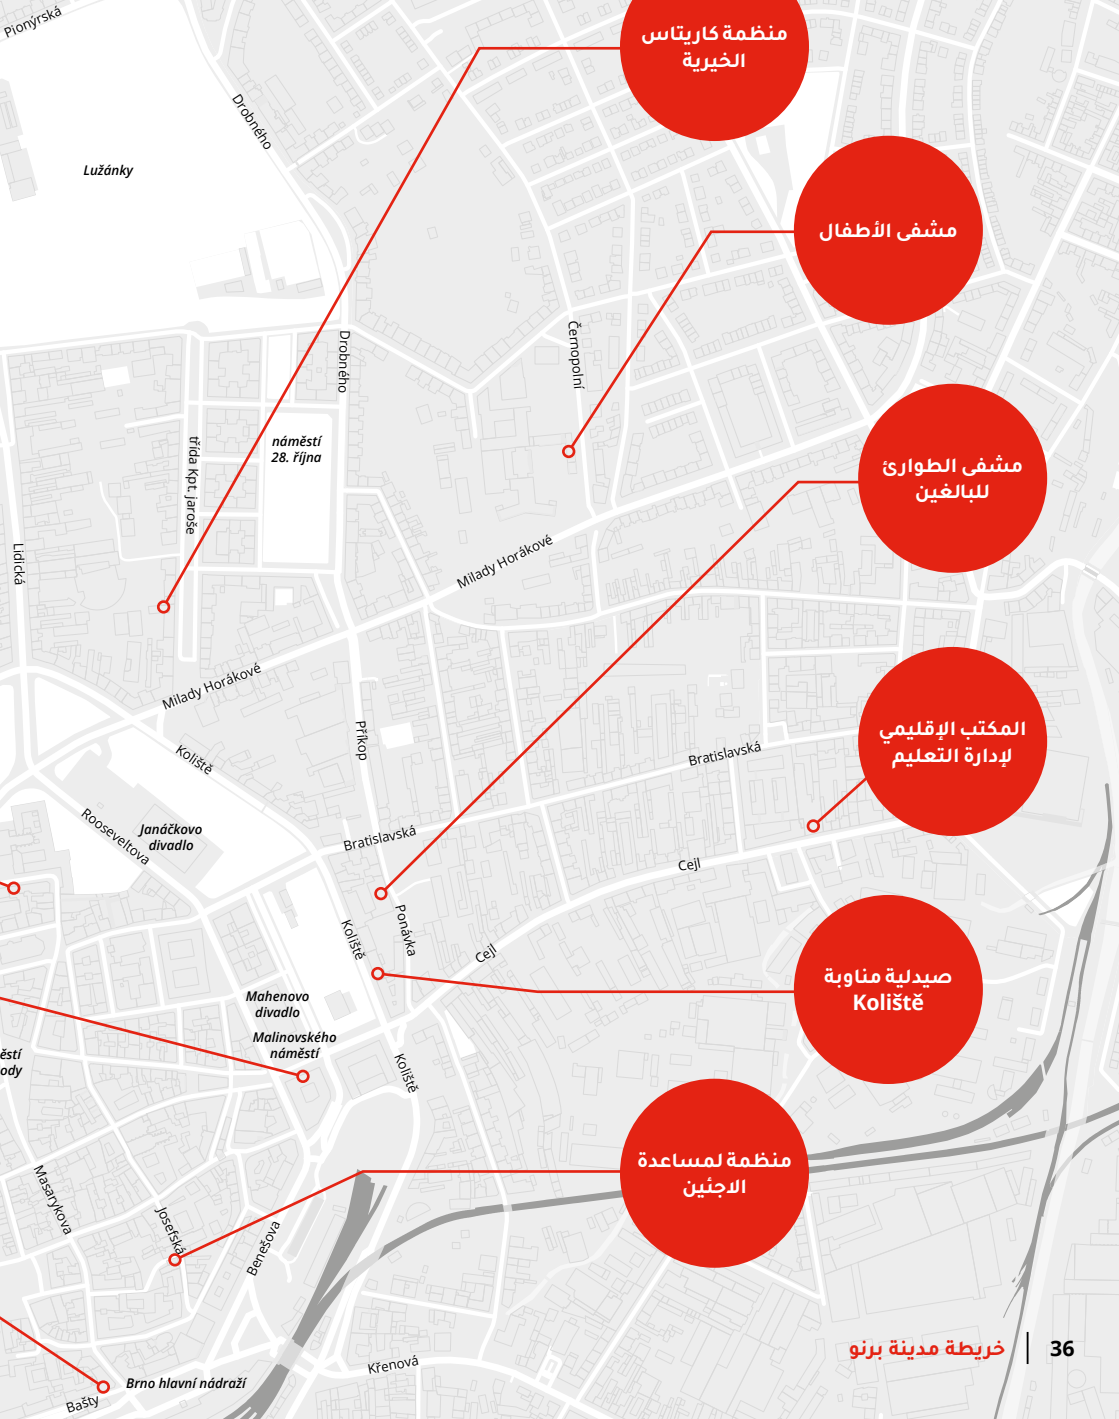 Pionýrská
منظمة كاريتاس
الخيرية
Drobného
Lužánky
مشفى الأطفال
Drobného
Černopolní
třída Kpt. jaroše
náměstí
28. října
مشفى الطوارئ
للبالغين
Lidická
Milady Horákové
Milady Horákové
المكتب الإقليمي
لإدارة التعليم
Příkop
Koliště
Bratislavská
Rooseveltova
Janáčkovo
divadlo
Bratislavská
Cejl
Ponávka
Koliště
Cejl
صيدلية مناوبة
Koliště
Mahenovo
divadlo
Malinovského
náměstí
ěstí
ody
Koliště
منظمة لمساعدة
الاجئين
Masarykova
Josefská
Benešova
خريطة مدينة برنو
36
Křenová
Brno hlavní nádraží
Bašty